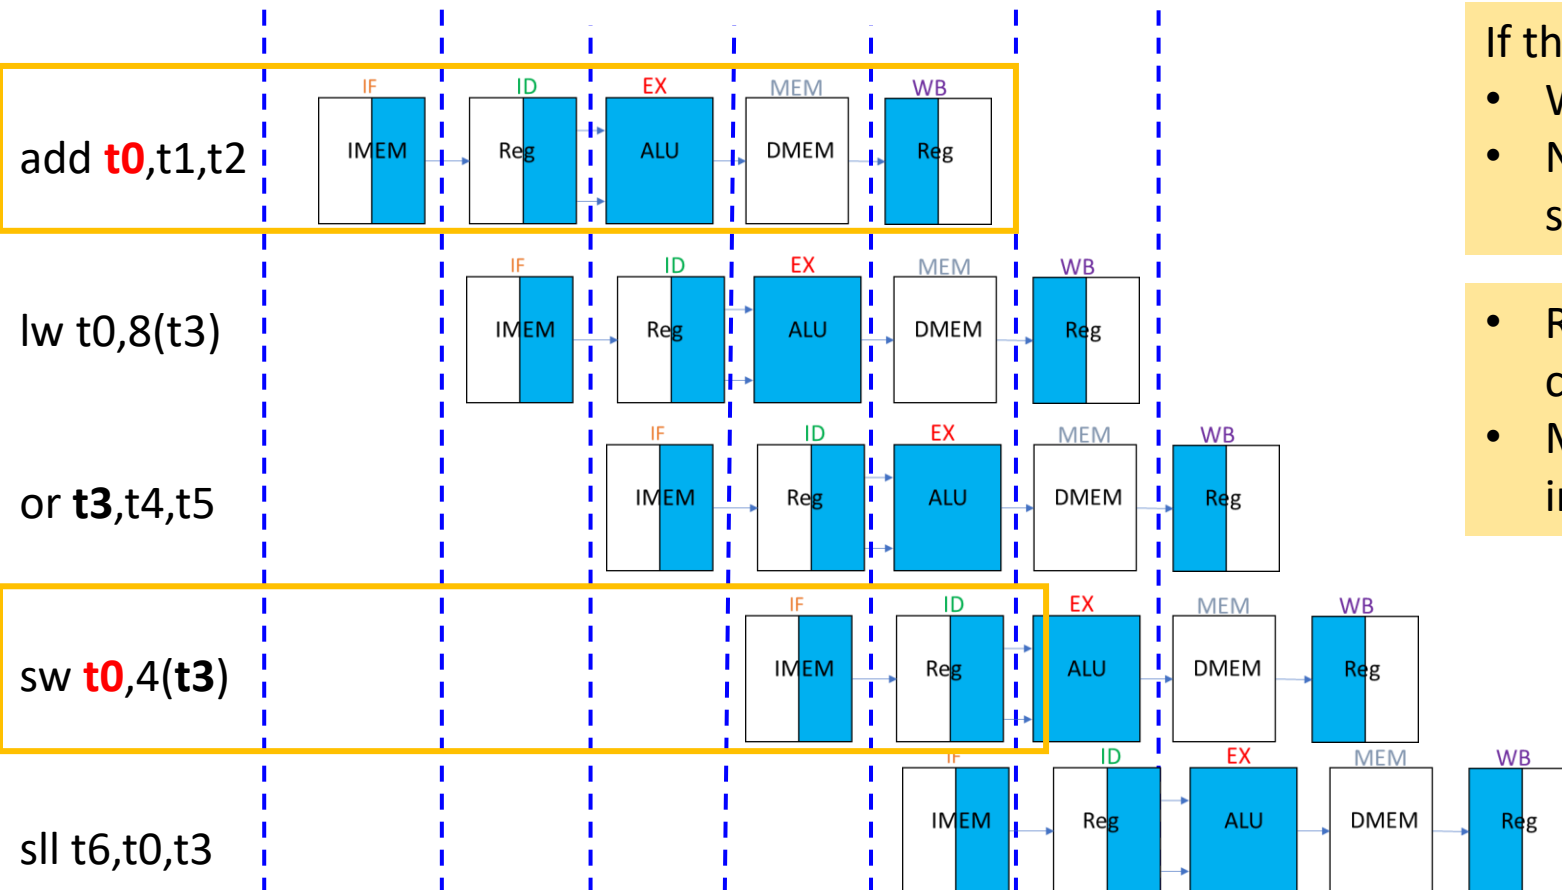 If th
• W
• N
s
IF ID EX MEM WB
add t0,t1,t2 IMEM Reg ALU DMEM Reg
• R
c
• M
i
IF ID EX MEM WB
lw t0,8(t3) IMEM Reg ALU DMEM Reg
IF ID EX MEM WB
or t3,t4,t5 IMEM Reg ALU DMEM Reg
IF ID EX MEM WB
sw t0,4(t3) IMEM Reg ALU DMEM Reg
IF ID EX MEM WB
sll t6,t0,t3 IMEM Reg ALU DMEM Reg